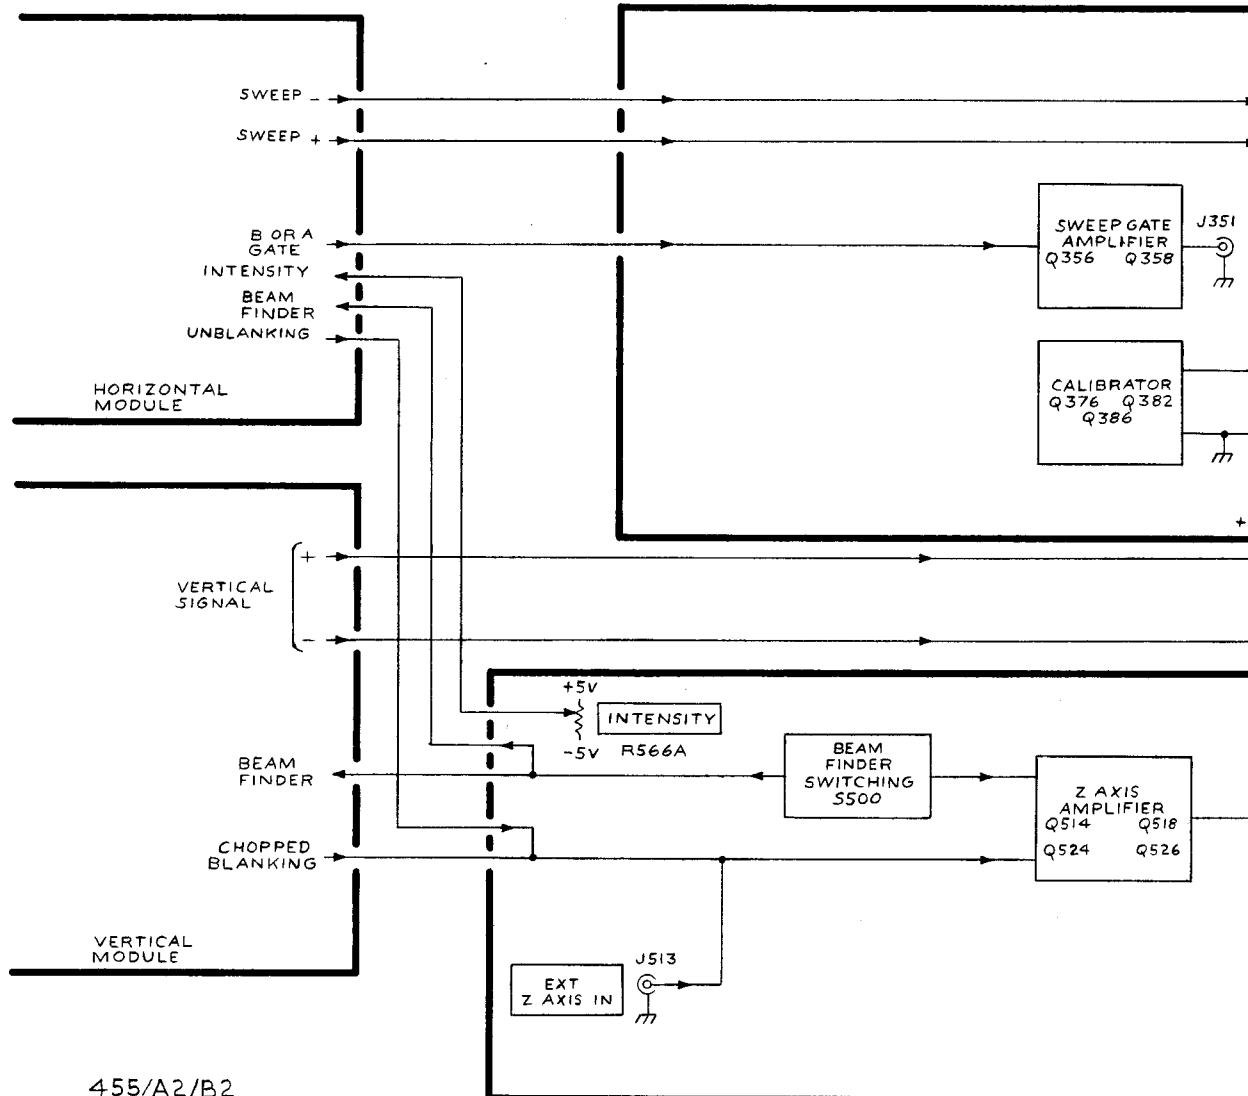 SWEEP -
SWEEP +
B OR A
GATE
INTENSITY
BEAM
FINDER
UNBLANKING
HORIZONTAL
MODULE
SWEEP GATE
AMPLIFIER
Q356 Q358
J351
CALIBRATOR
Q376 Q382
Q386
+
+
VERTICAL
SIGNAL
-
+5V
INTENSITY
-5V R566A
BEAM
FINDER
BEAM
FINDER
SWITCHING
S500
Z AXIS
AMPLIFIER
Q514 Q518
Q524 Q526
CHOPPED
BLANKING
VERTICAL
MODULE
J513
EXT
Z AXIS IN
455/A2/B2